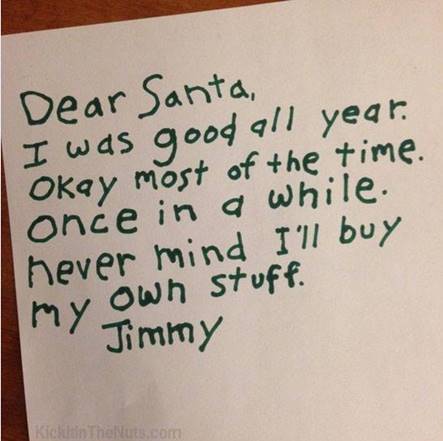 Dear Santa,
I was good all year.
Okay most of the time.
Once in a while.
never mind I'll buy
my own stuff.
Jimmy
KickItInTheNuts.com